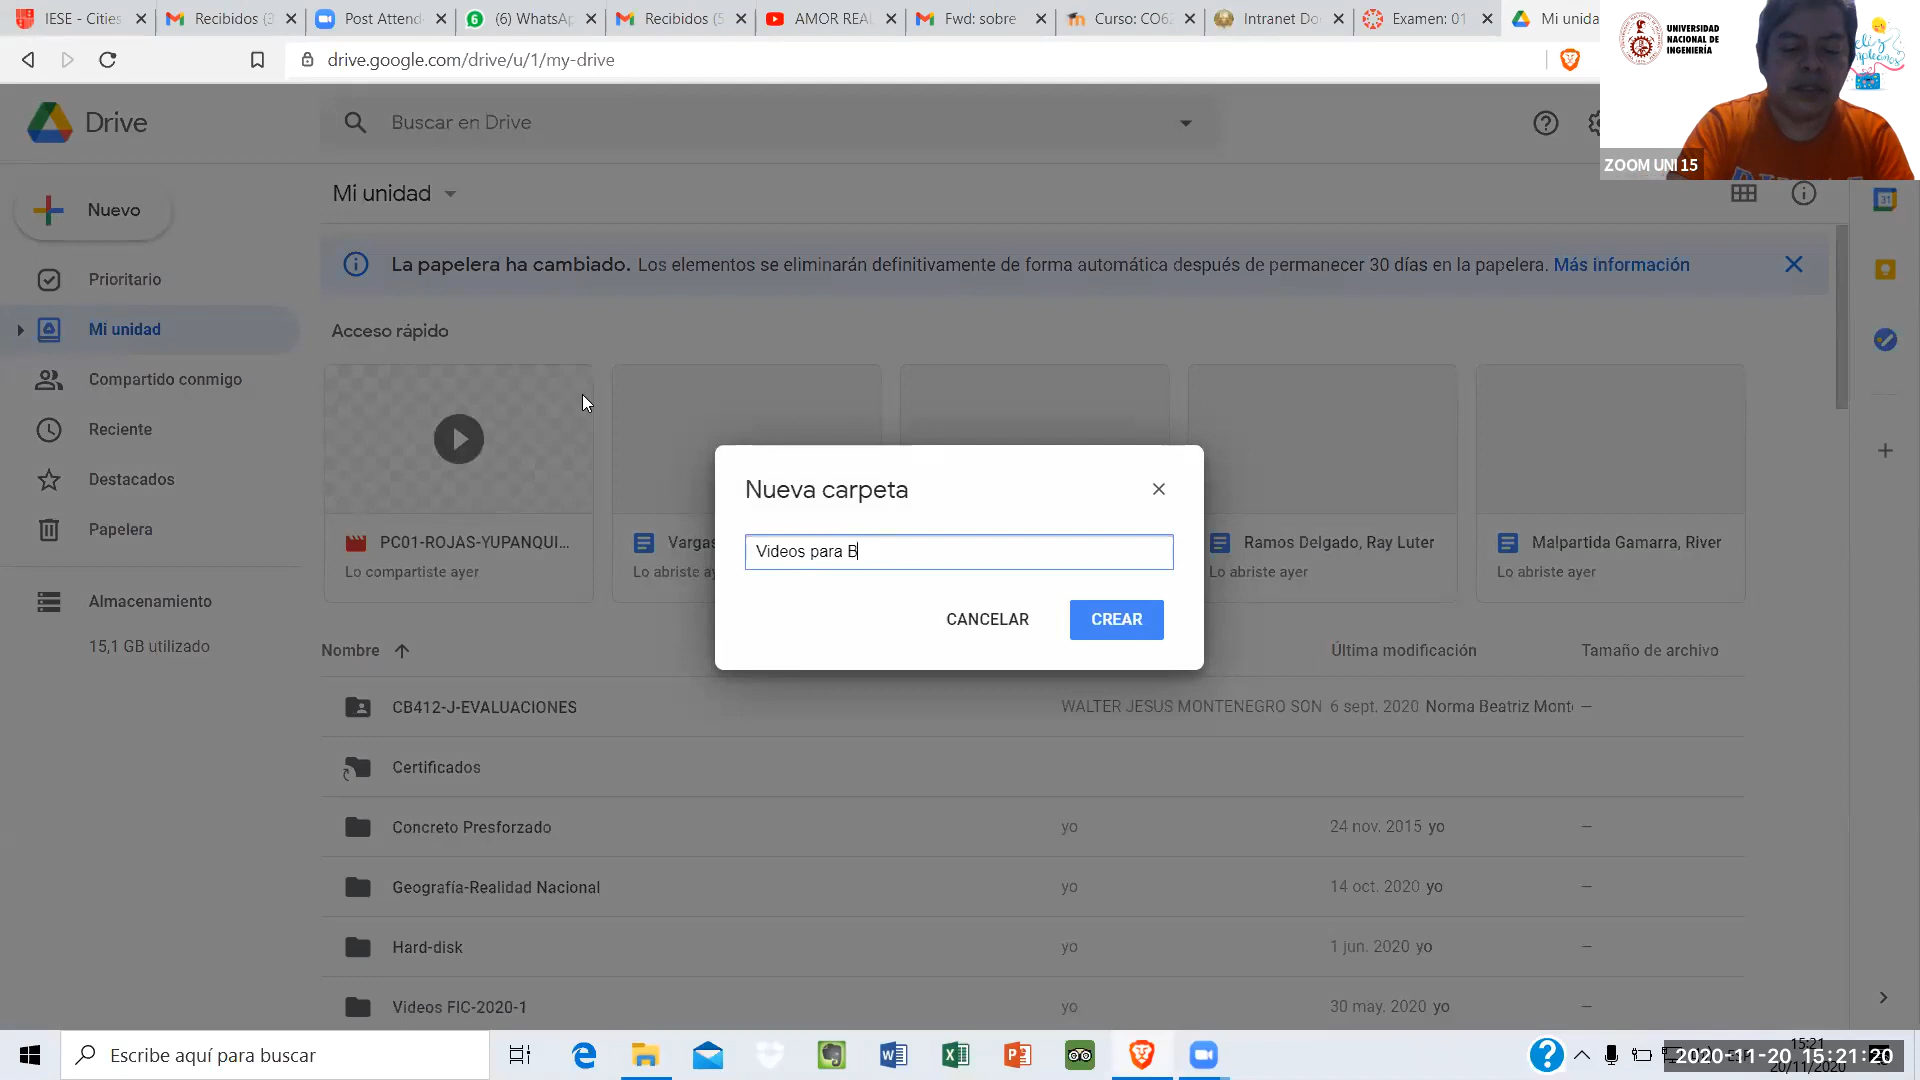 IESE - Cities
Recibidos (3
Post Attend
(6) WhatsAp
Recibidos (5
AMOR REAL
Fwd: sobre
Curso: CO62
Intranet Do
Examen: 01
Mi unida
drive.google.com/drive/u/1/my-drive
UNIVERSIDAD
NACIONAL DE
INGENIERÍA
ZOOM UNI 15
Drive
Buscar en Drive
Nuevo
Mi unidad
La papelera ha cambiado. Los elementos se eliminarán definitivamente de forma automática después de permanecer 30 días en la papelera. Más información
Prioritario
Mi unidad
Compartido conmigo
Reciente
Destacados
Papelera
Almacenamiento
15,1 GB utilizado
Acceso rápido
PC01-ROJAS-YUPANQUI...
Lo compartiste ayer
Vargas
Lo abriste ay
Ramos Delgado, Ray Luter
Lo abriste ayer
Malpartida Gamarra, River
Lo abriste ayer
Nueva carpeta
Videos para B
CANCELAR
CREAR
Nombre
Última modificación
Tamaño de archivo
CB412-J-EVALUACIONES
WALTER JESUS MONTENEGRO SON
6 sept. 2020 Norma Beatriz Mont
—
Certificados
Concreto Presforzado
yo
24 nov. 2015 yo
—
Geografía-Realidad Nacional
yo
14 oct. 2020 yo
—
Hard-disk
yo
1 jun. 2020 yo
—
Videos FIC-2020-1
yo
30 may. 2020 yo
—
Escribe aquí para buscar
15:21
2020-11-20 15:21:20
20/11/2020